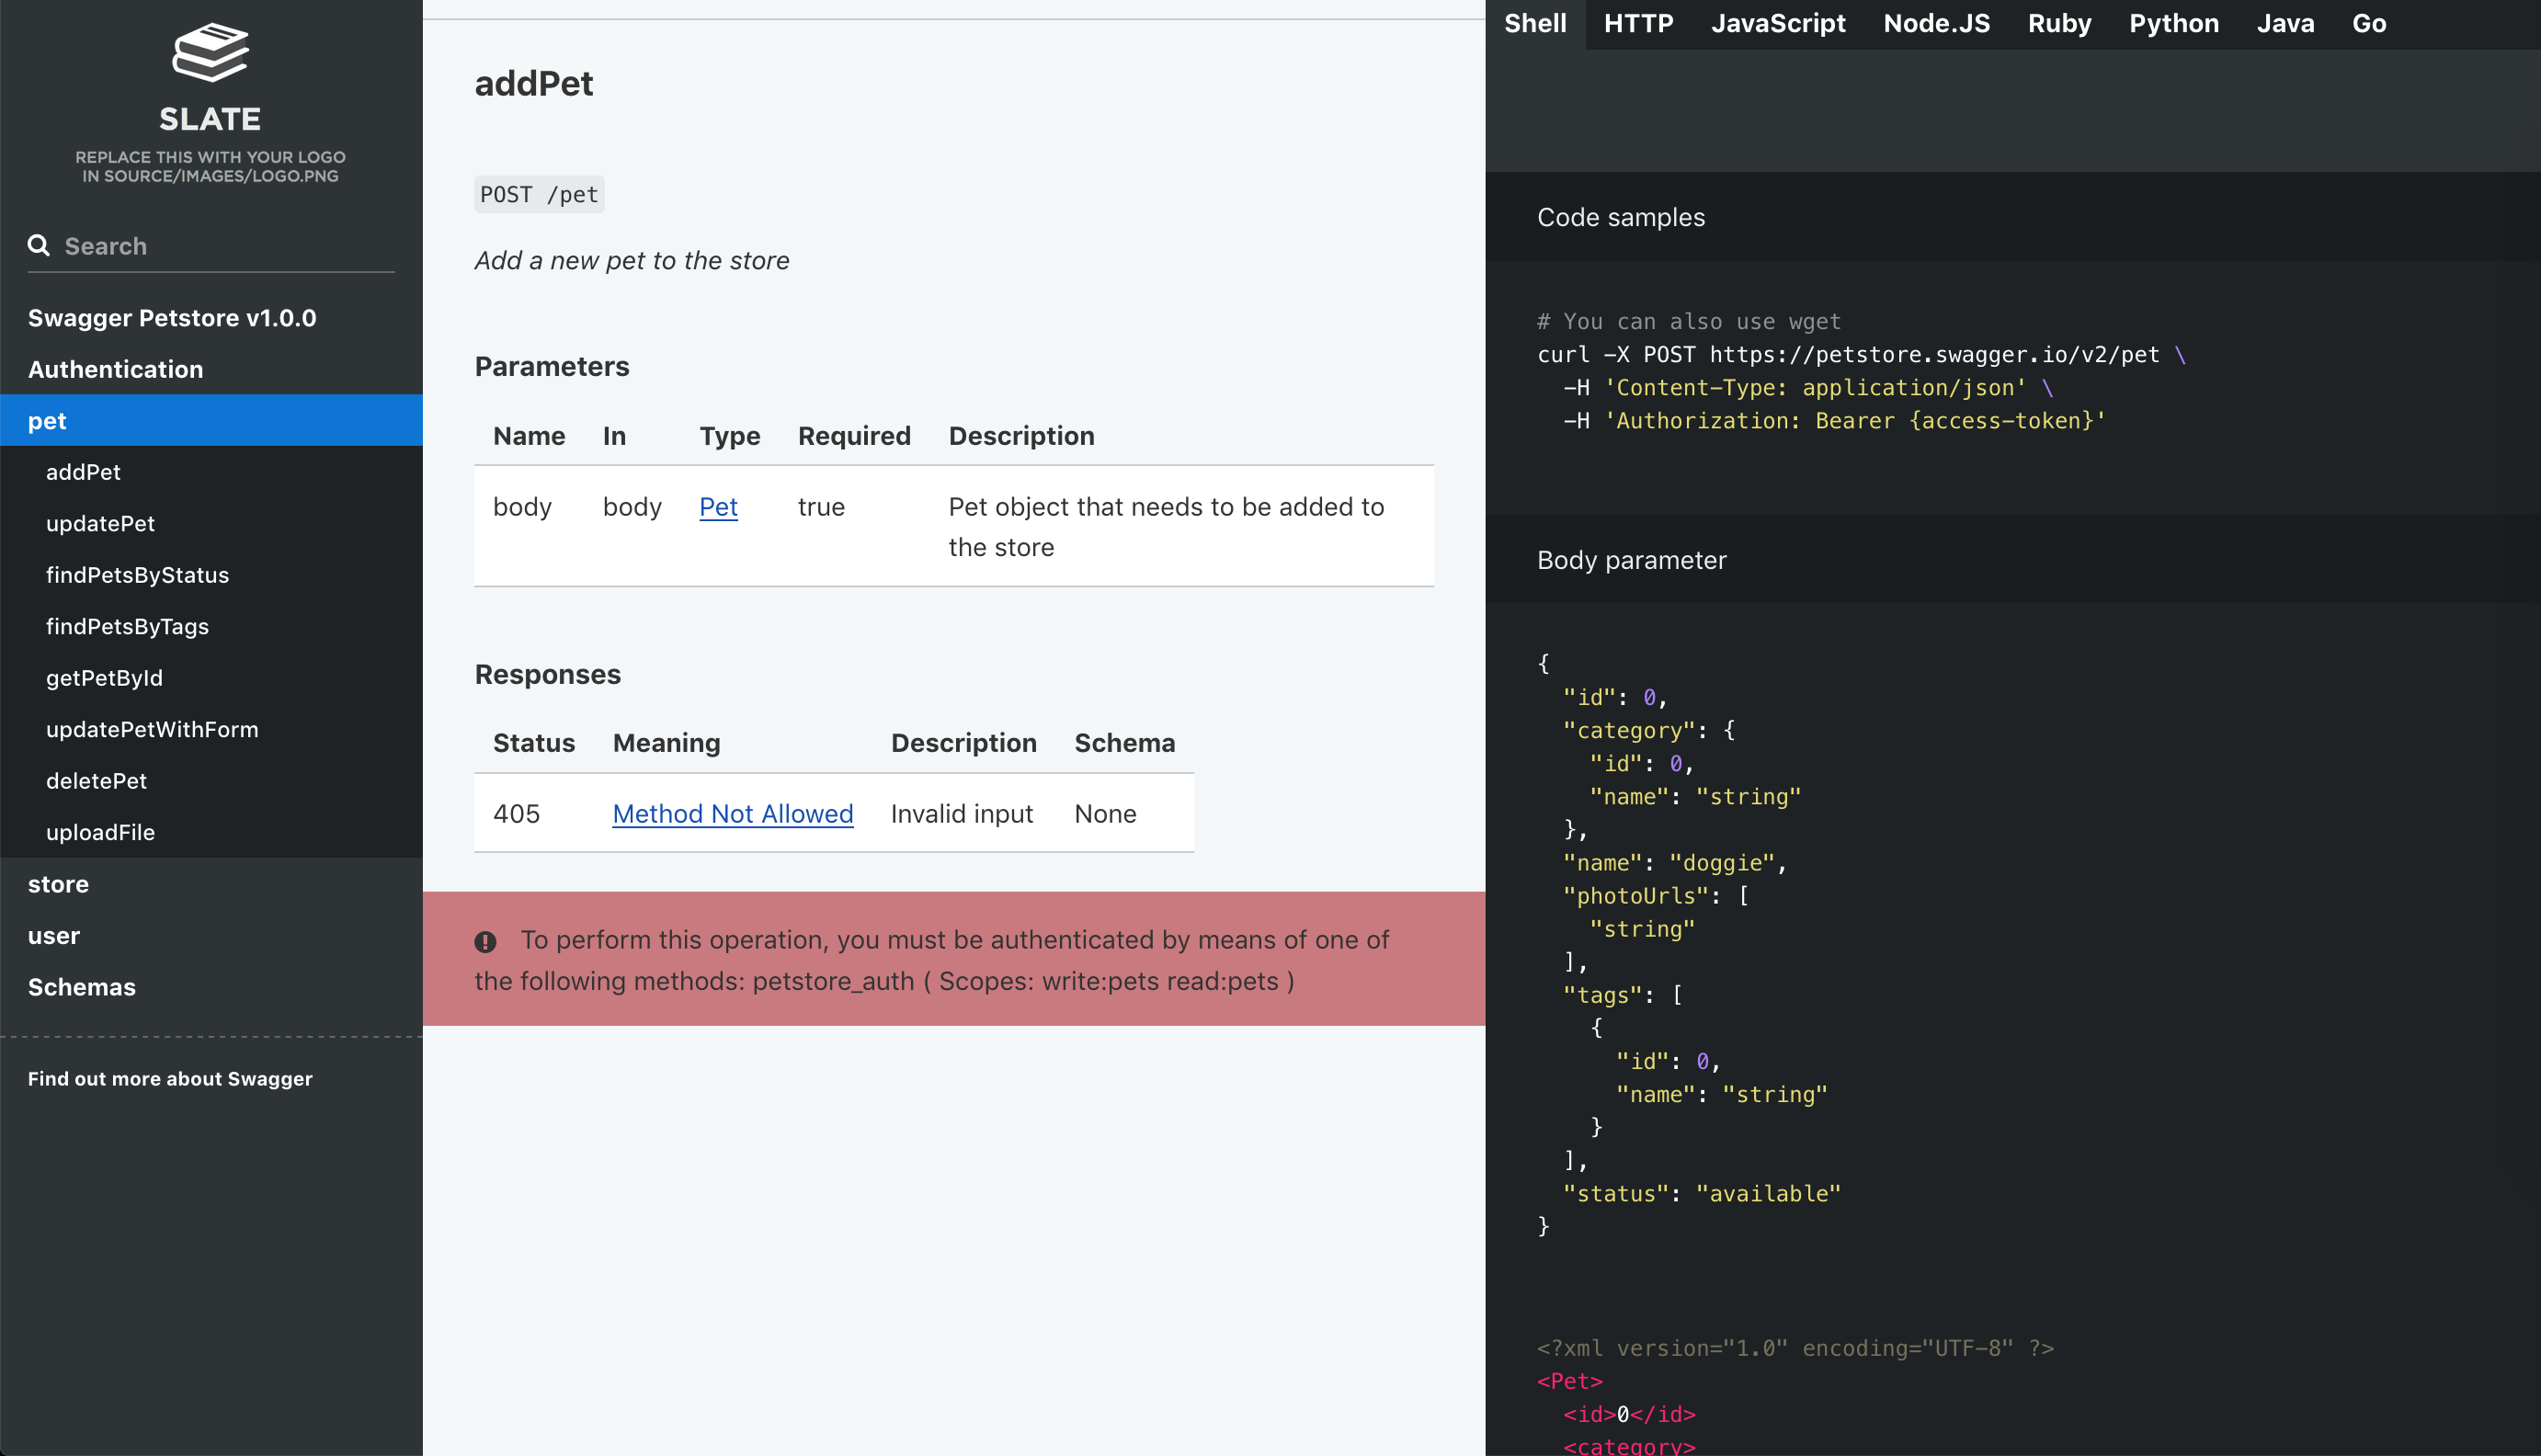 SLATE
REPLACE THIS WITH YOUR LOGO
IN SOURCE/IMAGES/LOGO.PNG
Search
Swagger Petstore v1.0.0
Authentication
pet
addPet
updatePet
findPetsByStatus
findPetsByTags
getPetById
updatePetWithForm
deletePet
uploadFile
store
user
Schemas
Find out more about Swagger
addPet
POST /pet
Add a new pet to the store
Parameters
Name In Type Required Description
body body Pet true Pet object that needs to be added to
the store
Responses
Status Meaning Description Schema
405 Method Not Allowed Invalid input None
To perform this operation, you must be authenticated by means of one of
the following methods: petstore_auth ( Scopes: write:pets read:pets )
Shell HTTP JavaScript Node.JS Ruby Python Java Go
Code samples
# You can also use wget
curl -X POST https://petstore.swagger.io/v2/pet \
  -H 'Content-Type: application/json' \
  -H 'Authorization: Bearer {access-token}'
Body parameter
{
  "id": 0,
  "category": {
    "id": 0,
    "name": "string"
  },
  "name": "doggie",
  "photoUrls": [
    "string"
  ],
  "tags": [
    {
      "id": 0,
      "name": "string"
    }
  ],
  "status": "available"
}
<?xml version="1.0" encoding="UTF-8" ?>
<Pet>
  <id>0</id>
  <category>